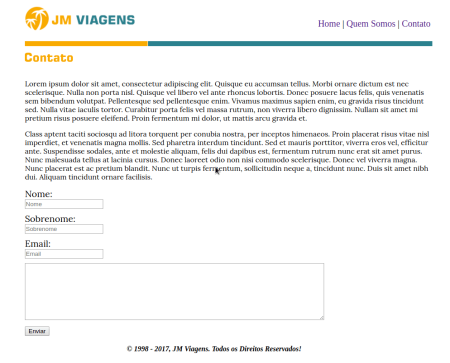 JM VIAGENS
Home | Quem Somos | Contato
Contato
Lorem ipsum dolor sit amet, consectetur adipiscing elit. Quisque eu accumsan tellus. Morbi ornare dictum est nec
scelerisque. Nulla non porta nisl. Quisque vel libero vel ante rhoncus lobortis. Donec posuere lacus felis, quis venenatis
sem bibendum volutpat. Pellentesque sed pellentesque enim. Vivamus maximus sapien enim, eu gravida risus tincidunt
sed. Nulla vitae iaculis tortor. Curabitur porta felis vel massa rutrum, non viverra libero dignissim. Nullam sit amet mi
pretium risus posuere eleifend. Proin fermentum mi dolor, ut mattis arcu gravida et.
Class aptent taciti sociosqu ad litora torquent per conubia nostra, per inceptos himenaeos. Proin placerat risus vitae nisl
imperdiet, et venenatis magna mollis. Sed pharetra interdum tincidunt. Sed et mauris porttitor, viverra eros vel, efficitur
ante. Suspendisse sodales, ante et molestie aliquam, felis dui dapibus est, fermentum rutrum nunc erat sit amet purus.
Nunc malesuada tellus at lacinia cursus. Donec laoreet odio non nisi commodo scelerisque. Donec vel viverra magna.
Nunc placerat est ac pretium blandit. Nunc ut turpis fermentum, sollicitudin neque a, tincidunt nunc. Duis sit amet nibh
dui. Aliquam tincidunt ornare facilisis.
Nome:
Nome
Sobrenome:
Sobrenome
Email:
Email
Enviar
© 1998 - 2017, JM Viagens. Todos os Direitos Reservados!